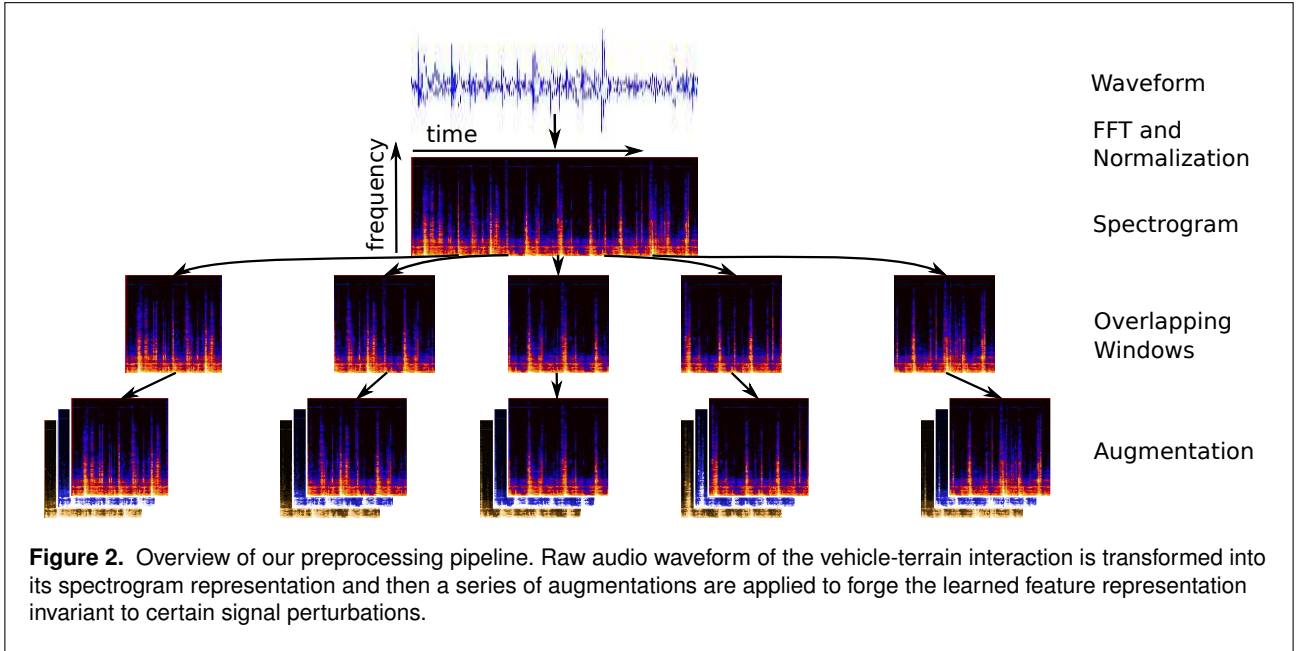 Waveform
FFT and
Normalization
time
frequency
Spectrogram
Overlapping
Windows
Augmentation
Figure 2. Overview of our preprocessing pipeline. Raw audio waveform of the vehicle-terrain interaction is transformed into
its spectrogram representation and then a series of augmentations are applied to forge the learned feature representation
invariant to certain signal perturbations.